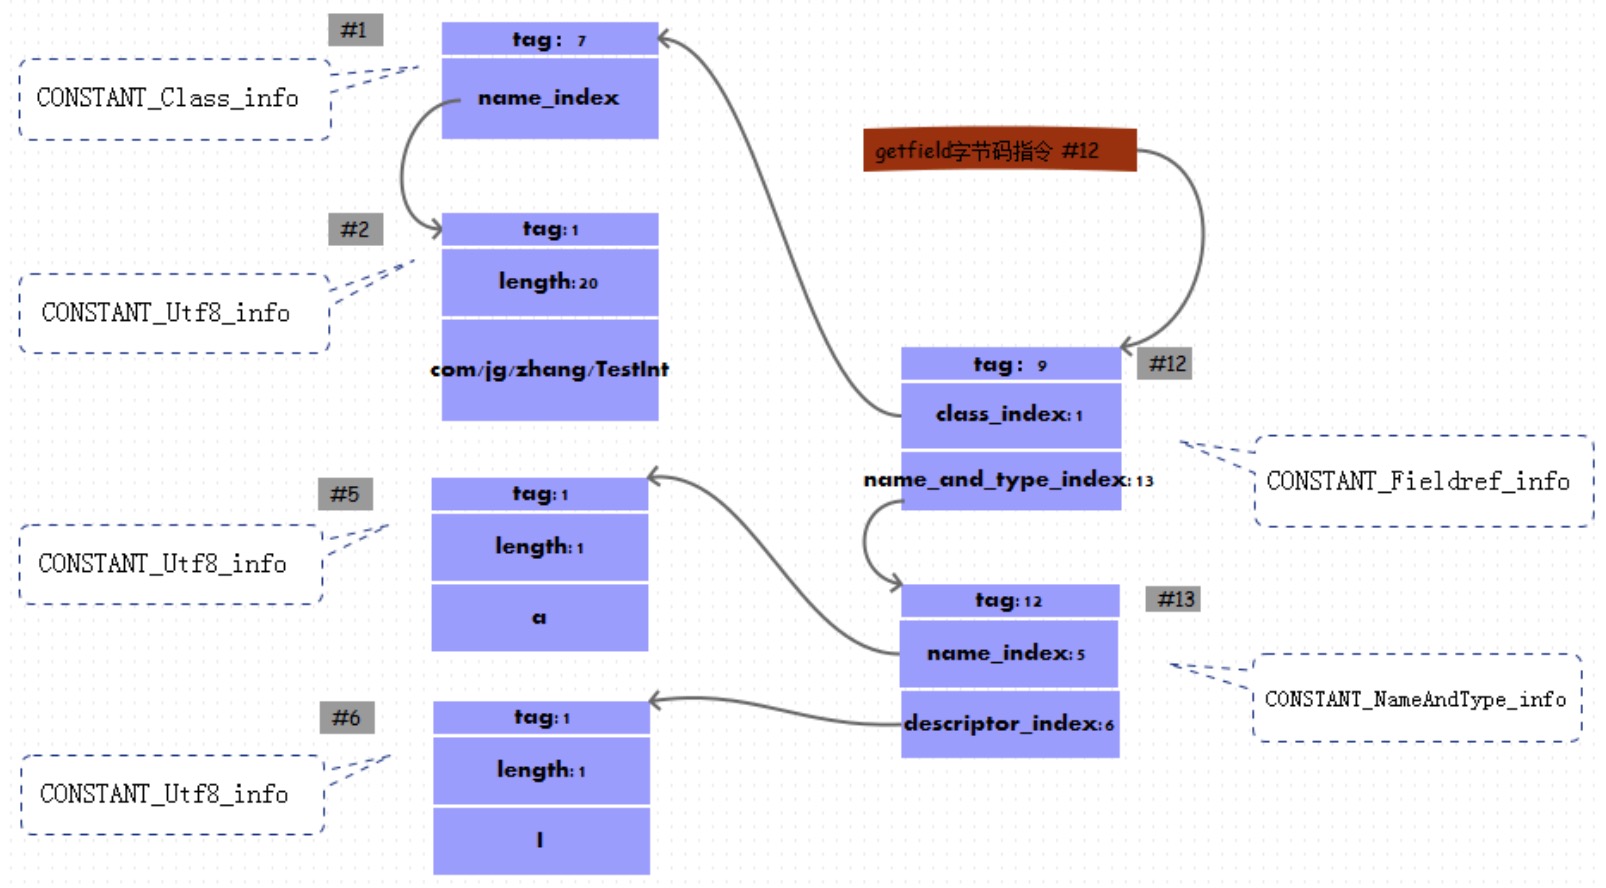 #1
tag: 7
CONSTANT_Class_info
name_index
getfield字节码指令 #12
#2
tag: 1
length: 20
CONSTANT_Utf8_info
com/jg/zhang/TestInt
tag: 9
#12
class_index: 1
name_and_type_index: 13
CONSTANT_Fieldref_info
#5
tag: 1
length: 1
CONSTANT_Utf8_info
a
tag: 12
#13
name_index: 5
CONSTANT_NameAndType_info
descriptor_index: 6
#6
tag: 1
length: 1
CONSTANT_Utf8_info
I